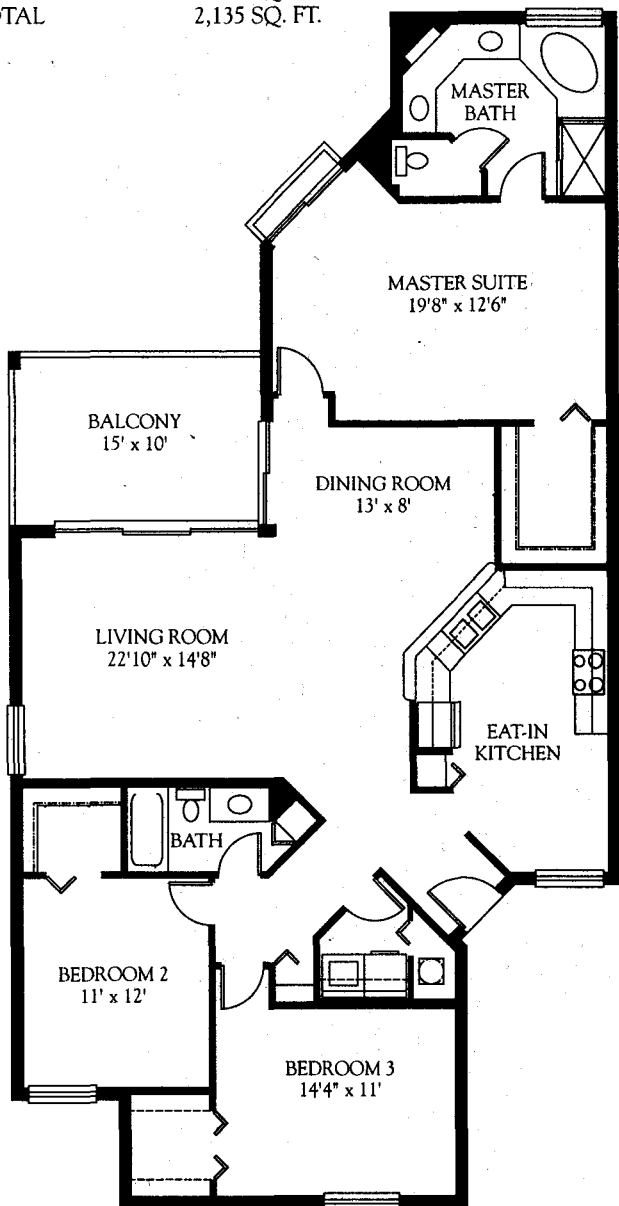 2,135 SQ. FT.
MASTER
BATH
MASTER SUITE
19'8" x 12'6"
BALCONY
15' x 10'
DINING ROOM
13' x 8'
LIVING ROOM
22'10" x 14'8"
EAT-IN
KITCHEN
BATH
BEDROOM 2
11' x 12'
BEDROOM 3
14'4" x 11'